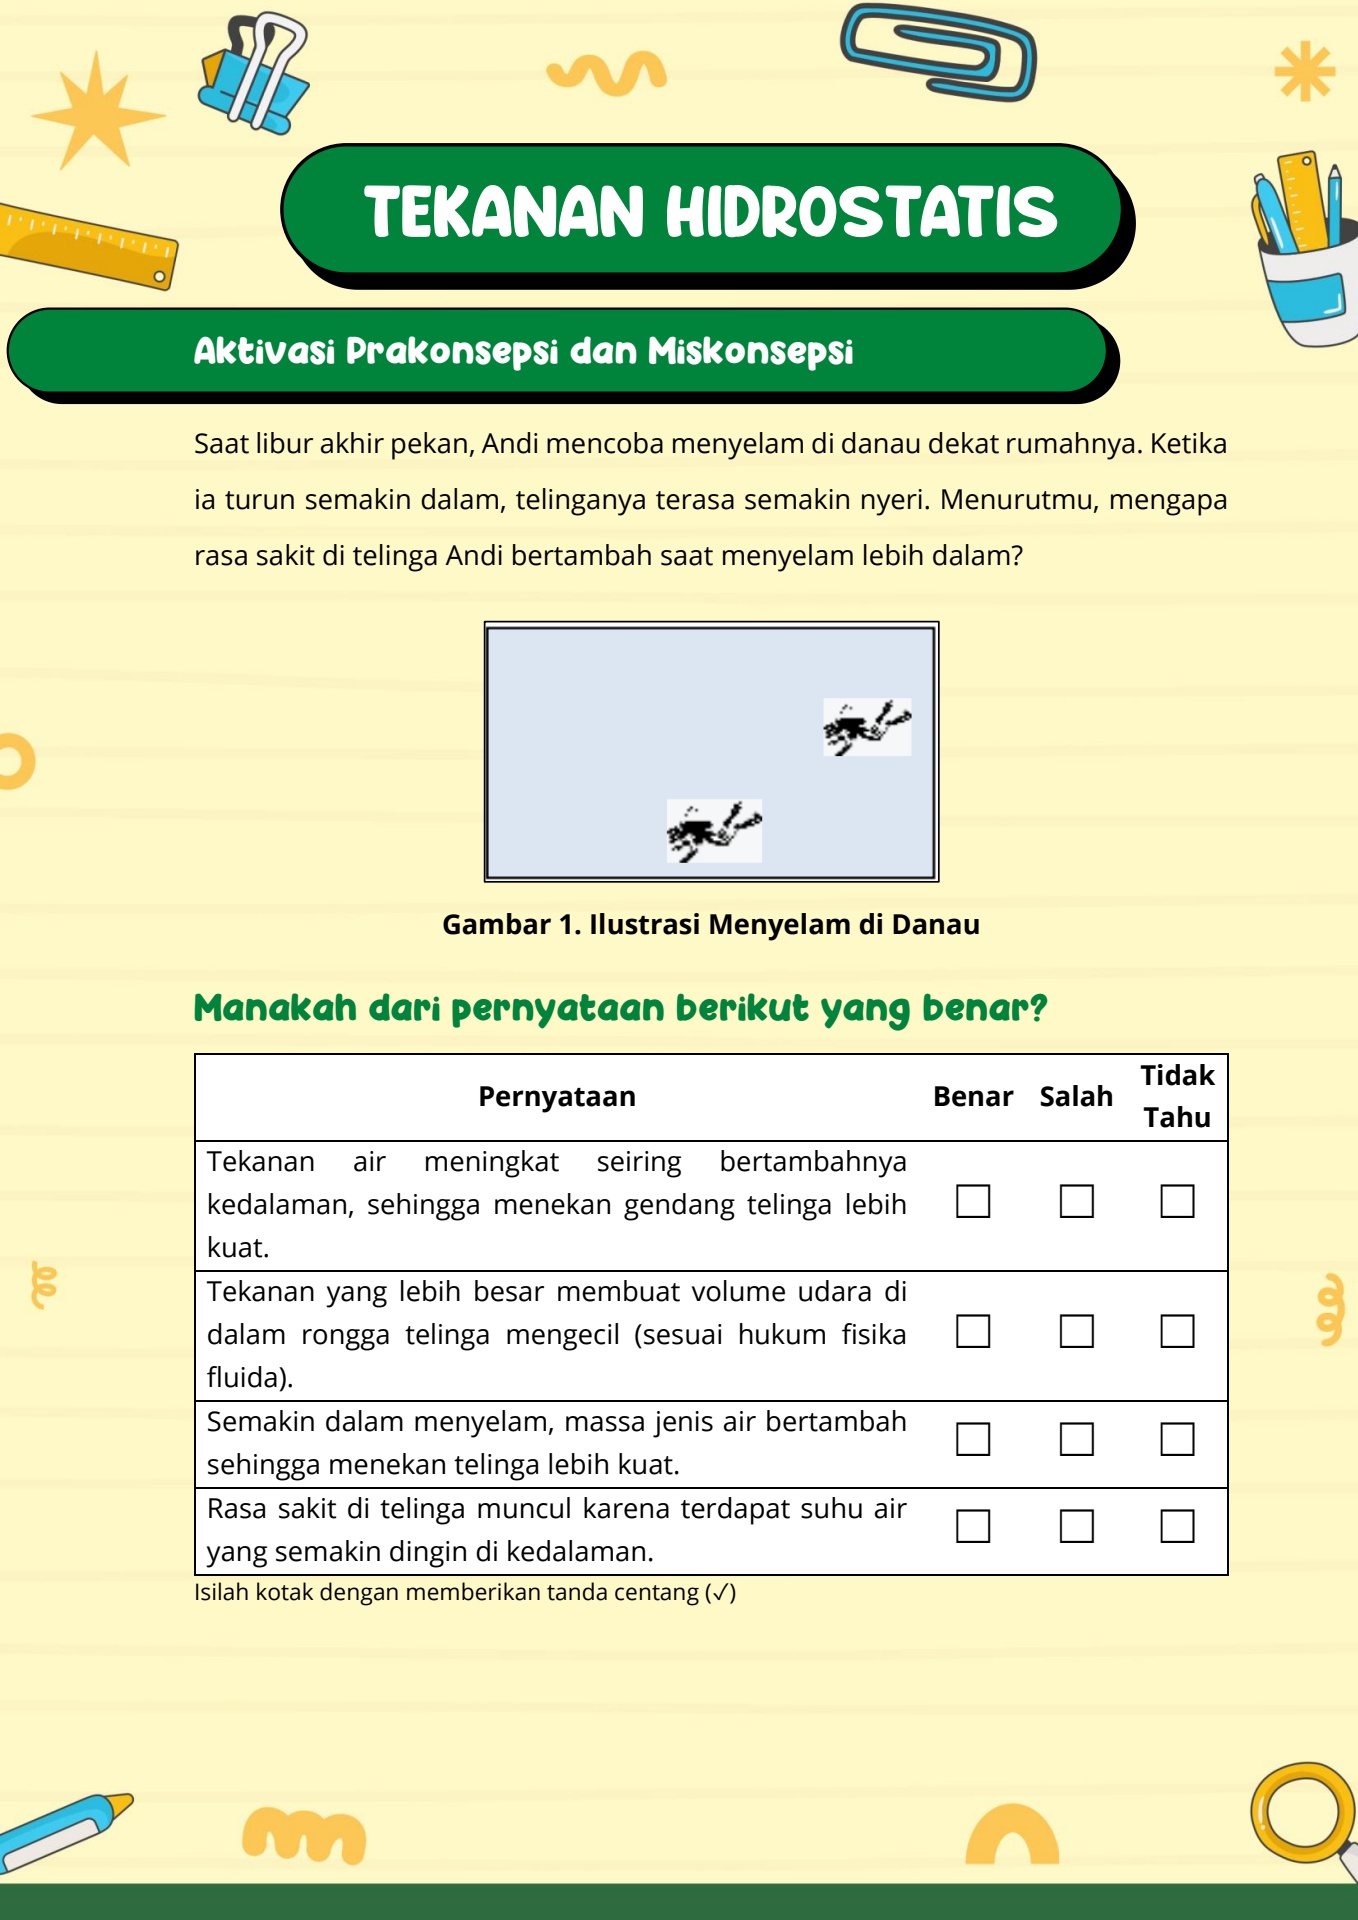 TEKANAN HIDROSTATIS
Aktivasi Prakonsepsi dan Miskonsepsi
Saat libur akhir pekan, Andi mencoba menyelam di danau dekat rumahnya. Ketika
ia turun semakin dalam, telinganya terasa semakin nyeri. Menurutmu, mengapa
rasa sakit di telinga Andi bertambah saat menyelam lebih dalam?
Gambar 1. Ilustrasi Menyelam di Danau
Manakah dari pernyataan berikut yang benar?
Pernyataan Benar Salah Tidak Tahu
Tekanan air meningkat seiring bertambahnya
kedalaman, sehingga menekan gendang telinga lebih
kuat.
Tekanan yang lebih besar membuat volume udara di
dalam rongga telinga mengecil (sesuai hukum fisika
fluida).
Semakin dalam menyelam, massa jenis air bertambah
sehingga menekan telinga lebih kuat.
Rasa sakit di telinga muncul karena terdapat suhu air
yang semakin dingin di kedalaman.
Isilah kotak dengan memberikan tanda centang (✓)